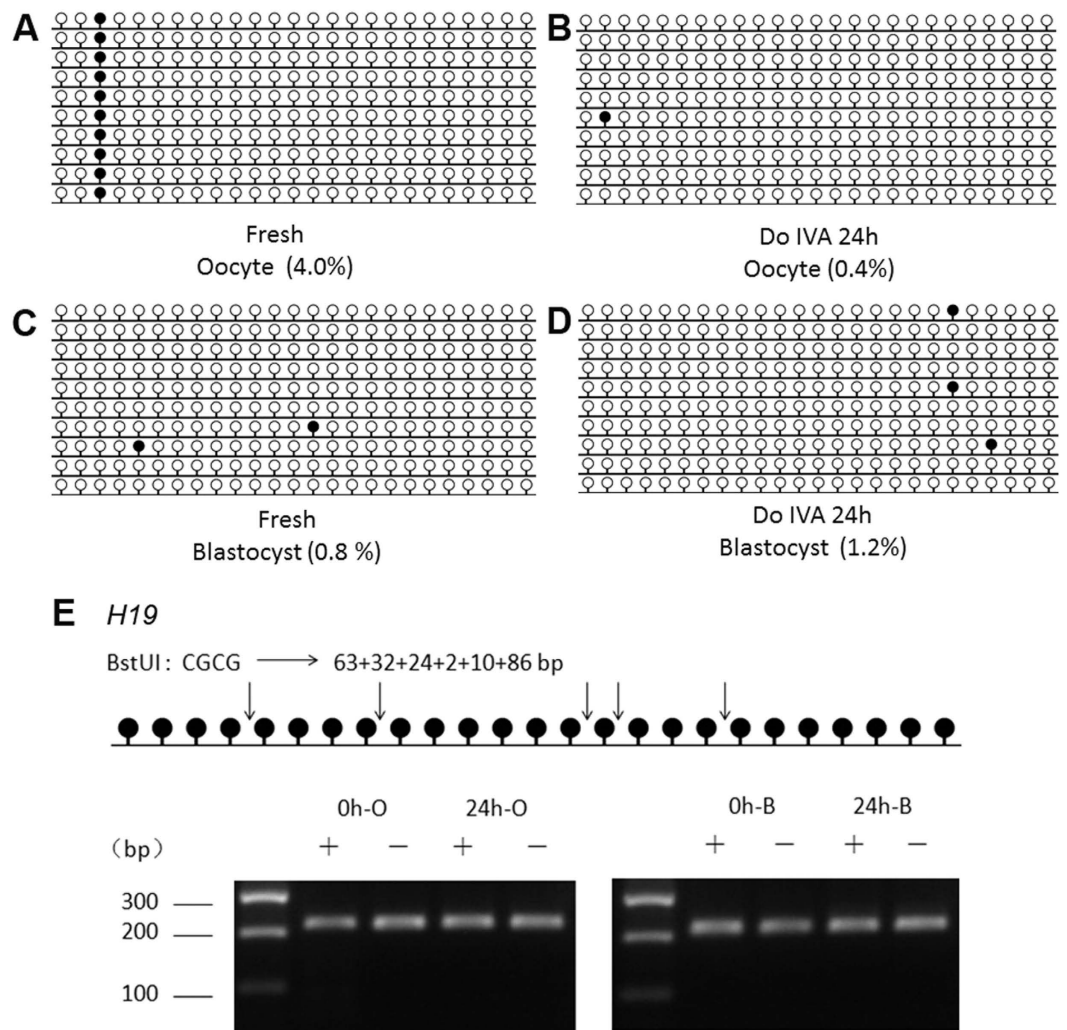 A
B
Fresh
Oocyte (4.0%)
Do IVA 24h
Oocyte (0.4%)
C
D
Fresh
Blastocyst (0.8 %)
Do IVA 24h
Blastocyst (1.2%)
E H19
BstUI : CGCG → 63+32+24+2+10+86 bp
0h-O 24h-O 0h-B 24h-B
(bp) + − + − + − + −
300
200
100